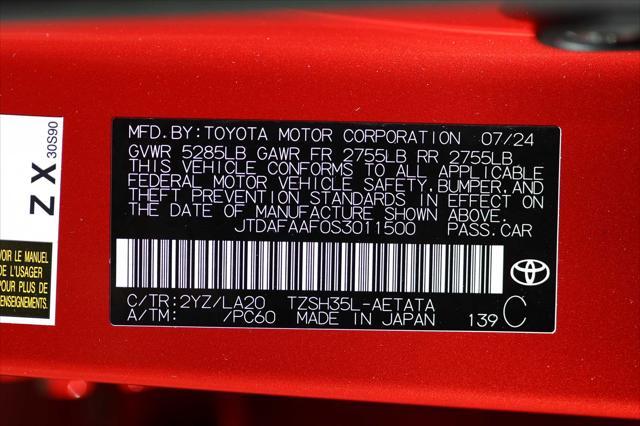 MFD. BY: TOYOTA MOTOR CORPORATION 07/24
GVWR 5285LB GAWR FR 2755LB RR 2755LB
THIS VEHICLE CONFORMS TO ALL APPLICABLE
FEDERAL MOTOR VEHICLE SAFETY, BUMPER, AND
THEFT PREVENTION STANDARDS IN EFFECT ON
THE DATE OF MANUFACTURE SHOWN ABOVE.
JTDAFAAF0S3011500 PASS. CAR
C/TR: 2YZ/LA20 TZSH35L-AETATA
A/TM: /PC60 MADE IN JAPAN 139 C
ZX
30S90
VOIR LE MANUEL
DE L'USAGER
POUR PLUS DE
RENSEIGNEMENTS